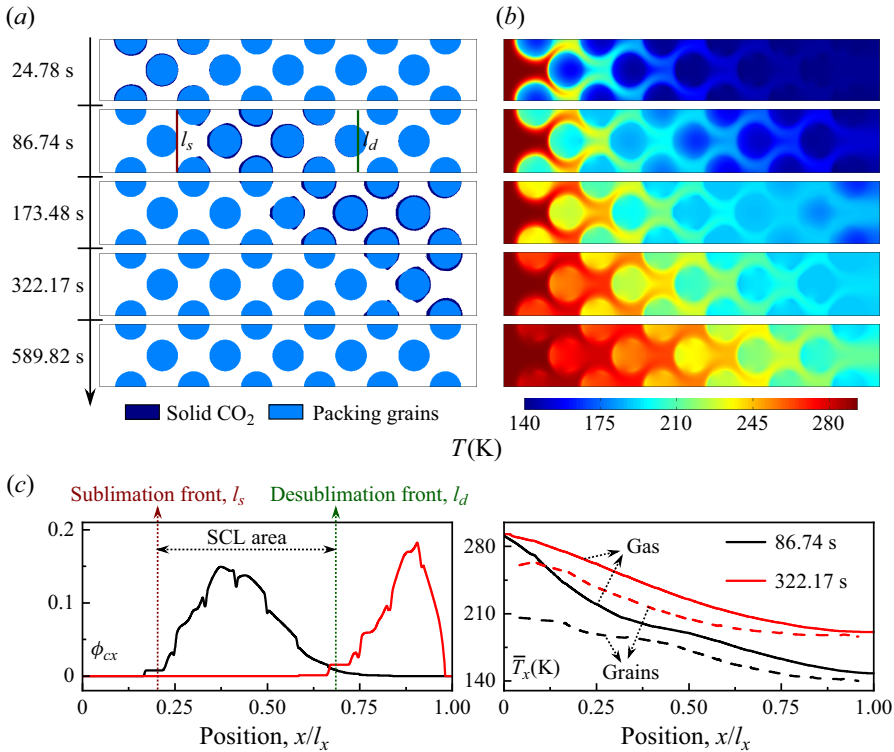 (a)
(b)
24.78 s
86.74 s
l_s
l_d
173.48 s
322.17 s
589.82 s
Solid CO₂
Packing grains
140 175 210 245 280
T(K)
(c)
Sublimation front, l_s
Desublimation front, l_d
0.2
0.1
0
SCL area
ϕ_cx
0 0.25 0.50 0.75 1.00
Position, x/l_x
280
210
140
Gas
Grains
86.74 s
322.17 s
T̅_x(K)
0 0.25 0.50 0.75 1.00
Position, x/l_x